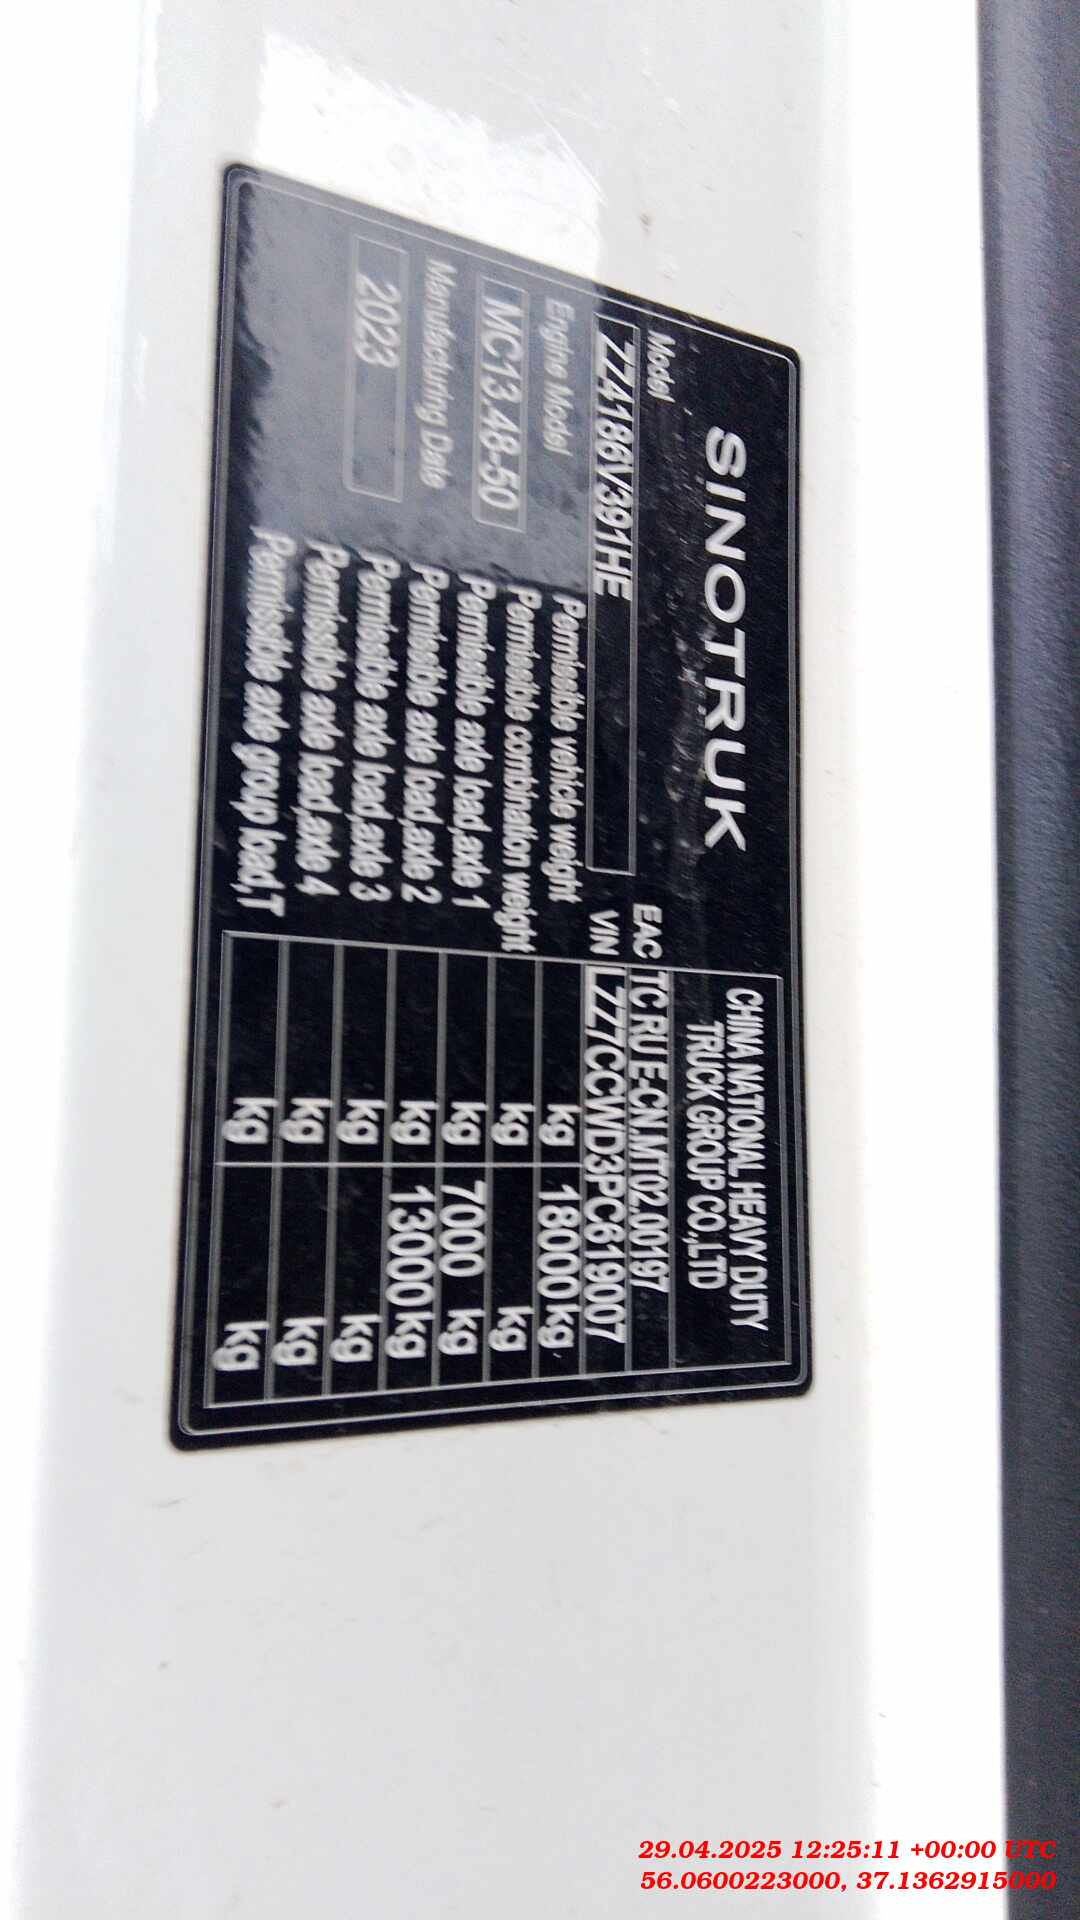 SINOTRUK
CHINA NATIONAL HEAVY DUTY
TRUCK GROUP CO.,LTD
Model
EAC TC RU E-CN.MT02.00197
ZZ4186V391HE
VIN LZZ7CCWD3PC619007
Engine Model
MC13.48-50
Manufacturing Date
2023
Permissible vehicle weight kg 18000 kg
Permissible combination weight kg kg
Permissible axle load,axle 1 kg 7000 kg
Permissible axle load,axle 2 kg 13000 kg
Permissible axle load,axle 3 kg kg
Permissible axle load,axle 4 kg kg
Permissible axle group load,T kg kg
29.04.2025 12:25:11 +00:00 UTC
56.0600223000, 37.1362915000